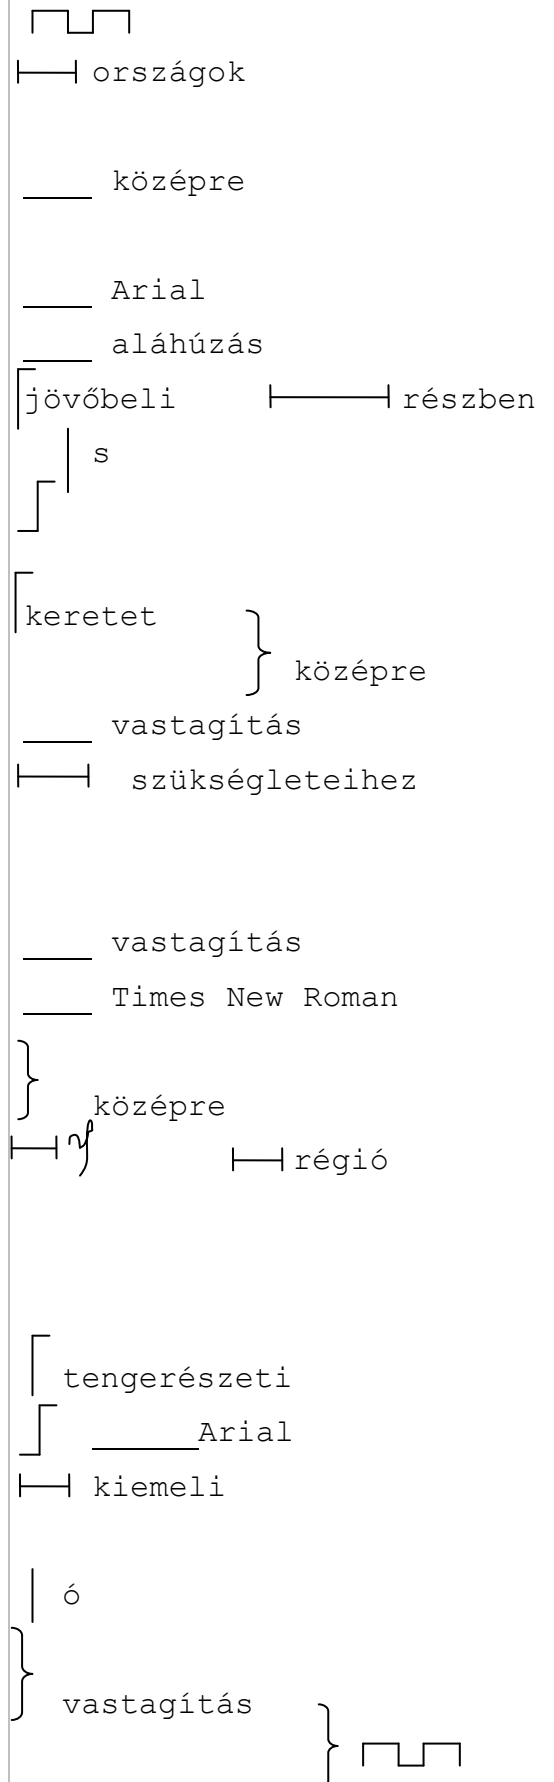 országok
középre
Arial
aláhúzás
jövőbeli részben
s
keretet
középre
vastagítás
szükségleteihez
vastagítás
Times New Roman
középre
régió
tengerészeti
Arial
kiemeli
ó
vastagítás